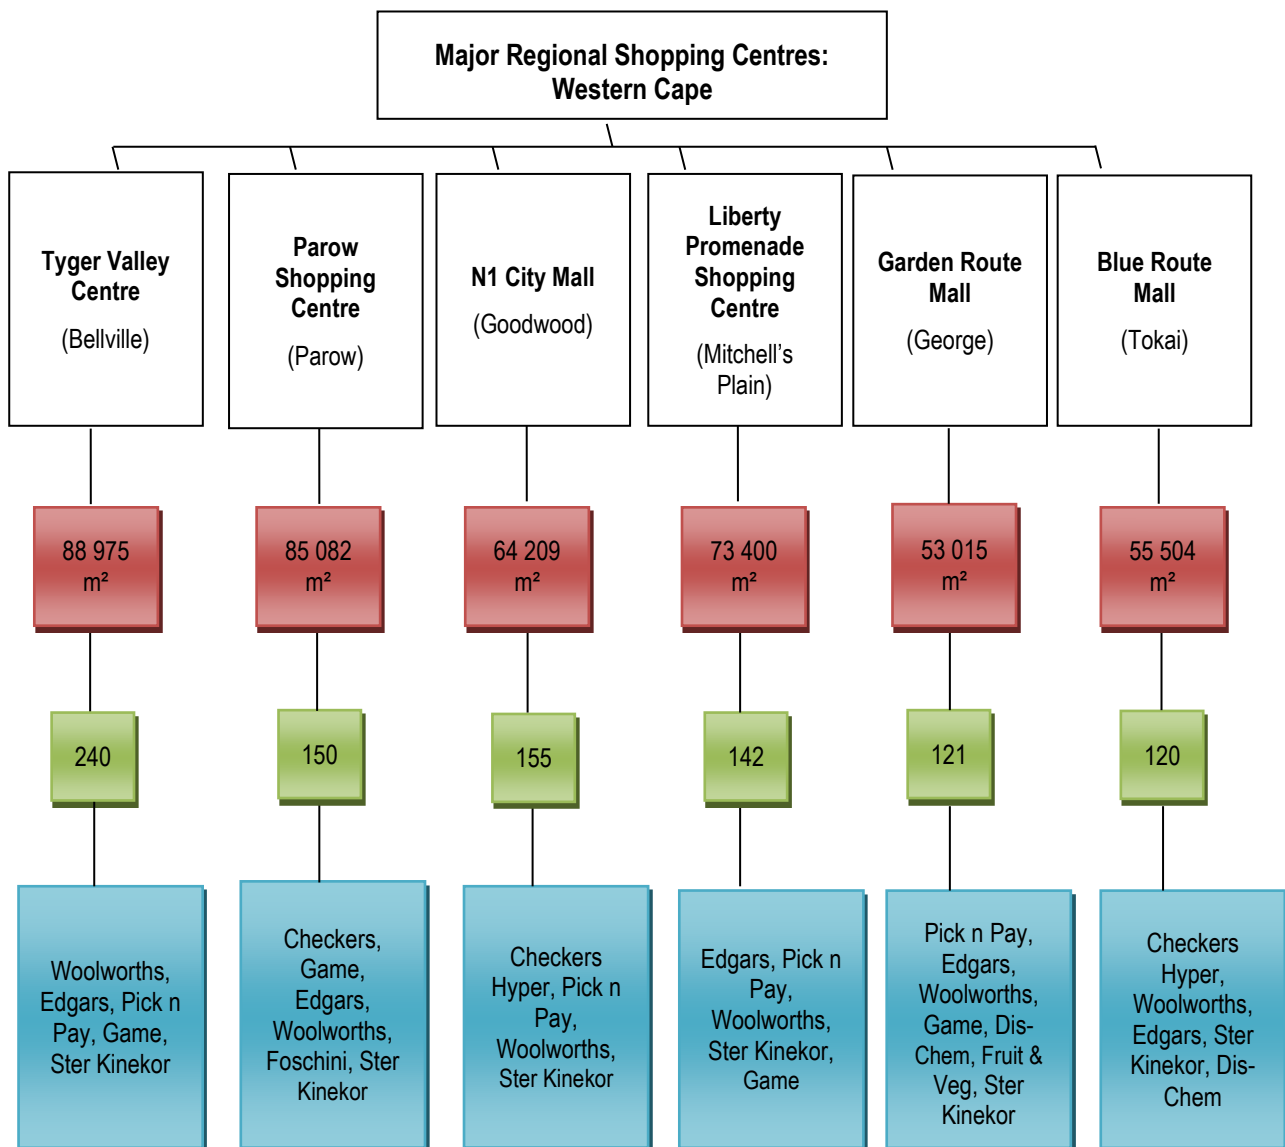 Major Regional Shopping Centres:
Western Cape
Tyger Valley
Centre
(Bellville)
Parow
Shopping
Centre
(Parow)
N1 City Mall
(Goodwood)
Liberty
Promenade
Shopping
Centre
(Mitchell’s
Plain)
Garden Route
Mall
(George)
Blue Route
Mall
(Tokai)
88 975
m²
85 082
m²
64 209
m²
73 400
m²
53 015
m²
55 504
m²
240
150
155
142
121
120
Woolworths,
Edgars, Pick n
Pay, Game,
Ster Kinekor
Checkers,
Game,
Edgars,
Woolworths,
Foschini, Ster
Kinekor
Checkers
Hyper, Pick n
Pay,
Woolworths,
Ster Kinekor
Edgars, Pick n
Pay,
Woolworths,
Ster Kinekor,
Game
Pick n Pay,
Edgars,
Woolworths,
Game, Dis-
Chem, Fruit &
Veg, Ster
Kinekor
Checkers
Hyper,
Woolworths,
Edgars, Ster
Kinekor, Dis-
Chem